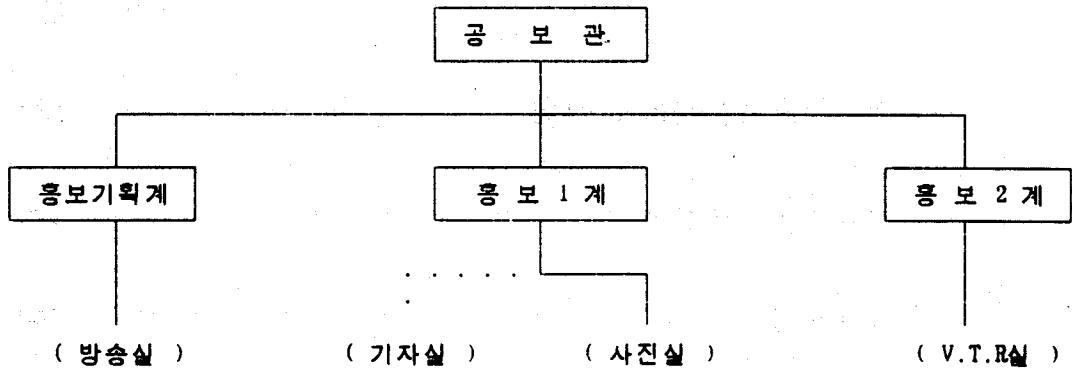 공 보 관
홍보기획계 홍 보 1 계 홍 보 2 계
( 방송실 ) ( 기자실 ) ( 사진실 ) ( V.T.R실 )